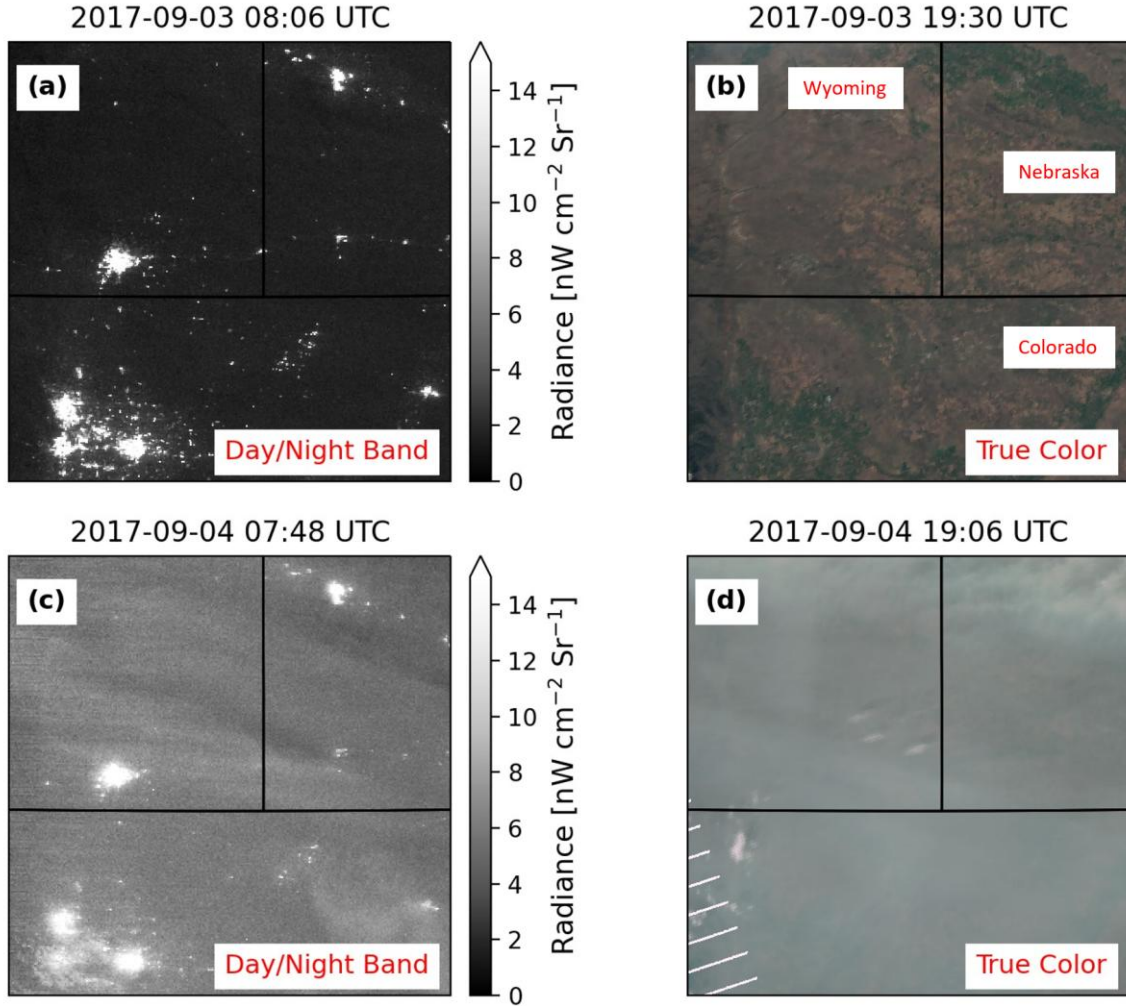 2017-09-03 08:06 UTC
(a)
Day/Night Band
14
12
10
8
6
4
2
0
Radiance [nW cm⁻² Sr⁻¹]
2017-09-03 19:30 UTC
(b)
Wyoming
Nebraska
Colorado
True Color
2017-09-04 07:48 UTC
(c)
Day/Night Band
14
12
10
8
6
4
2
0
Radiance [nW cm⁻² Sr⁻¹]
2017-09-04 19:06 UTC
(d)
True Color